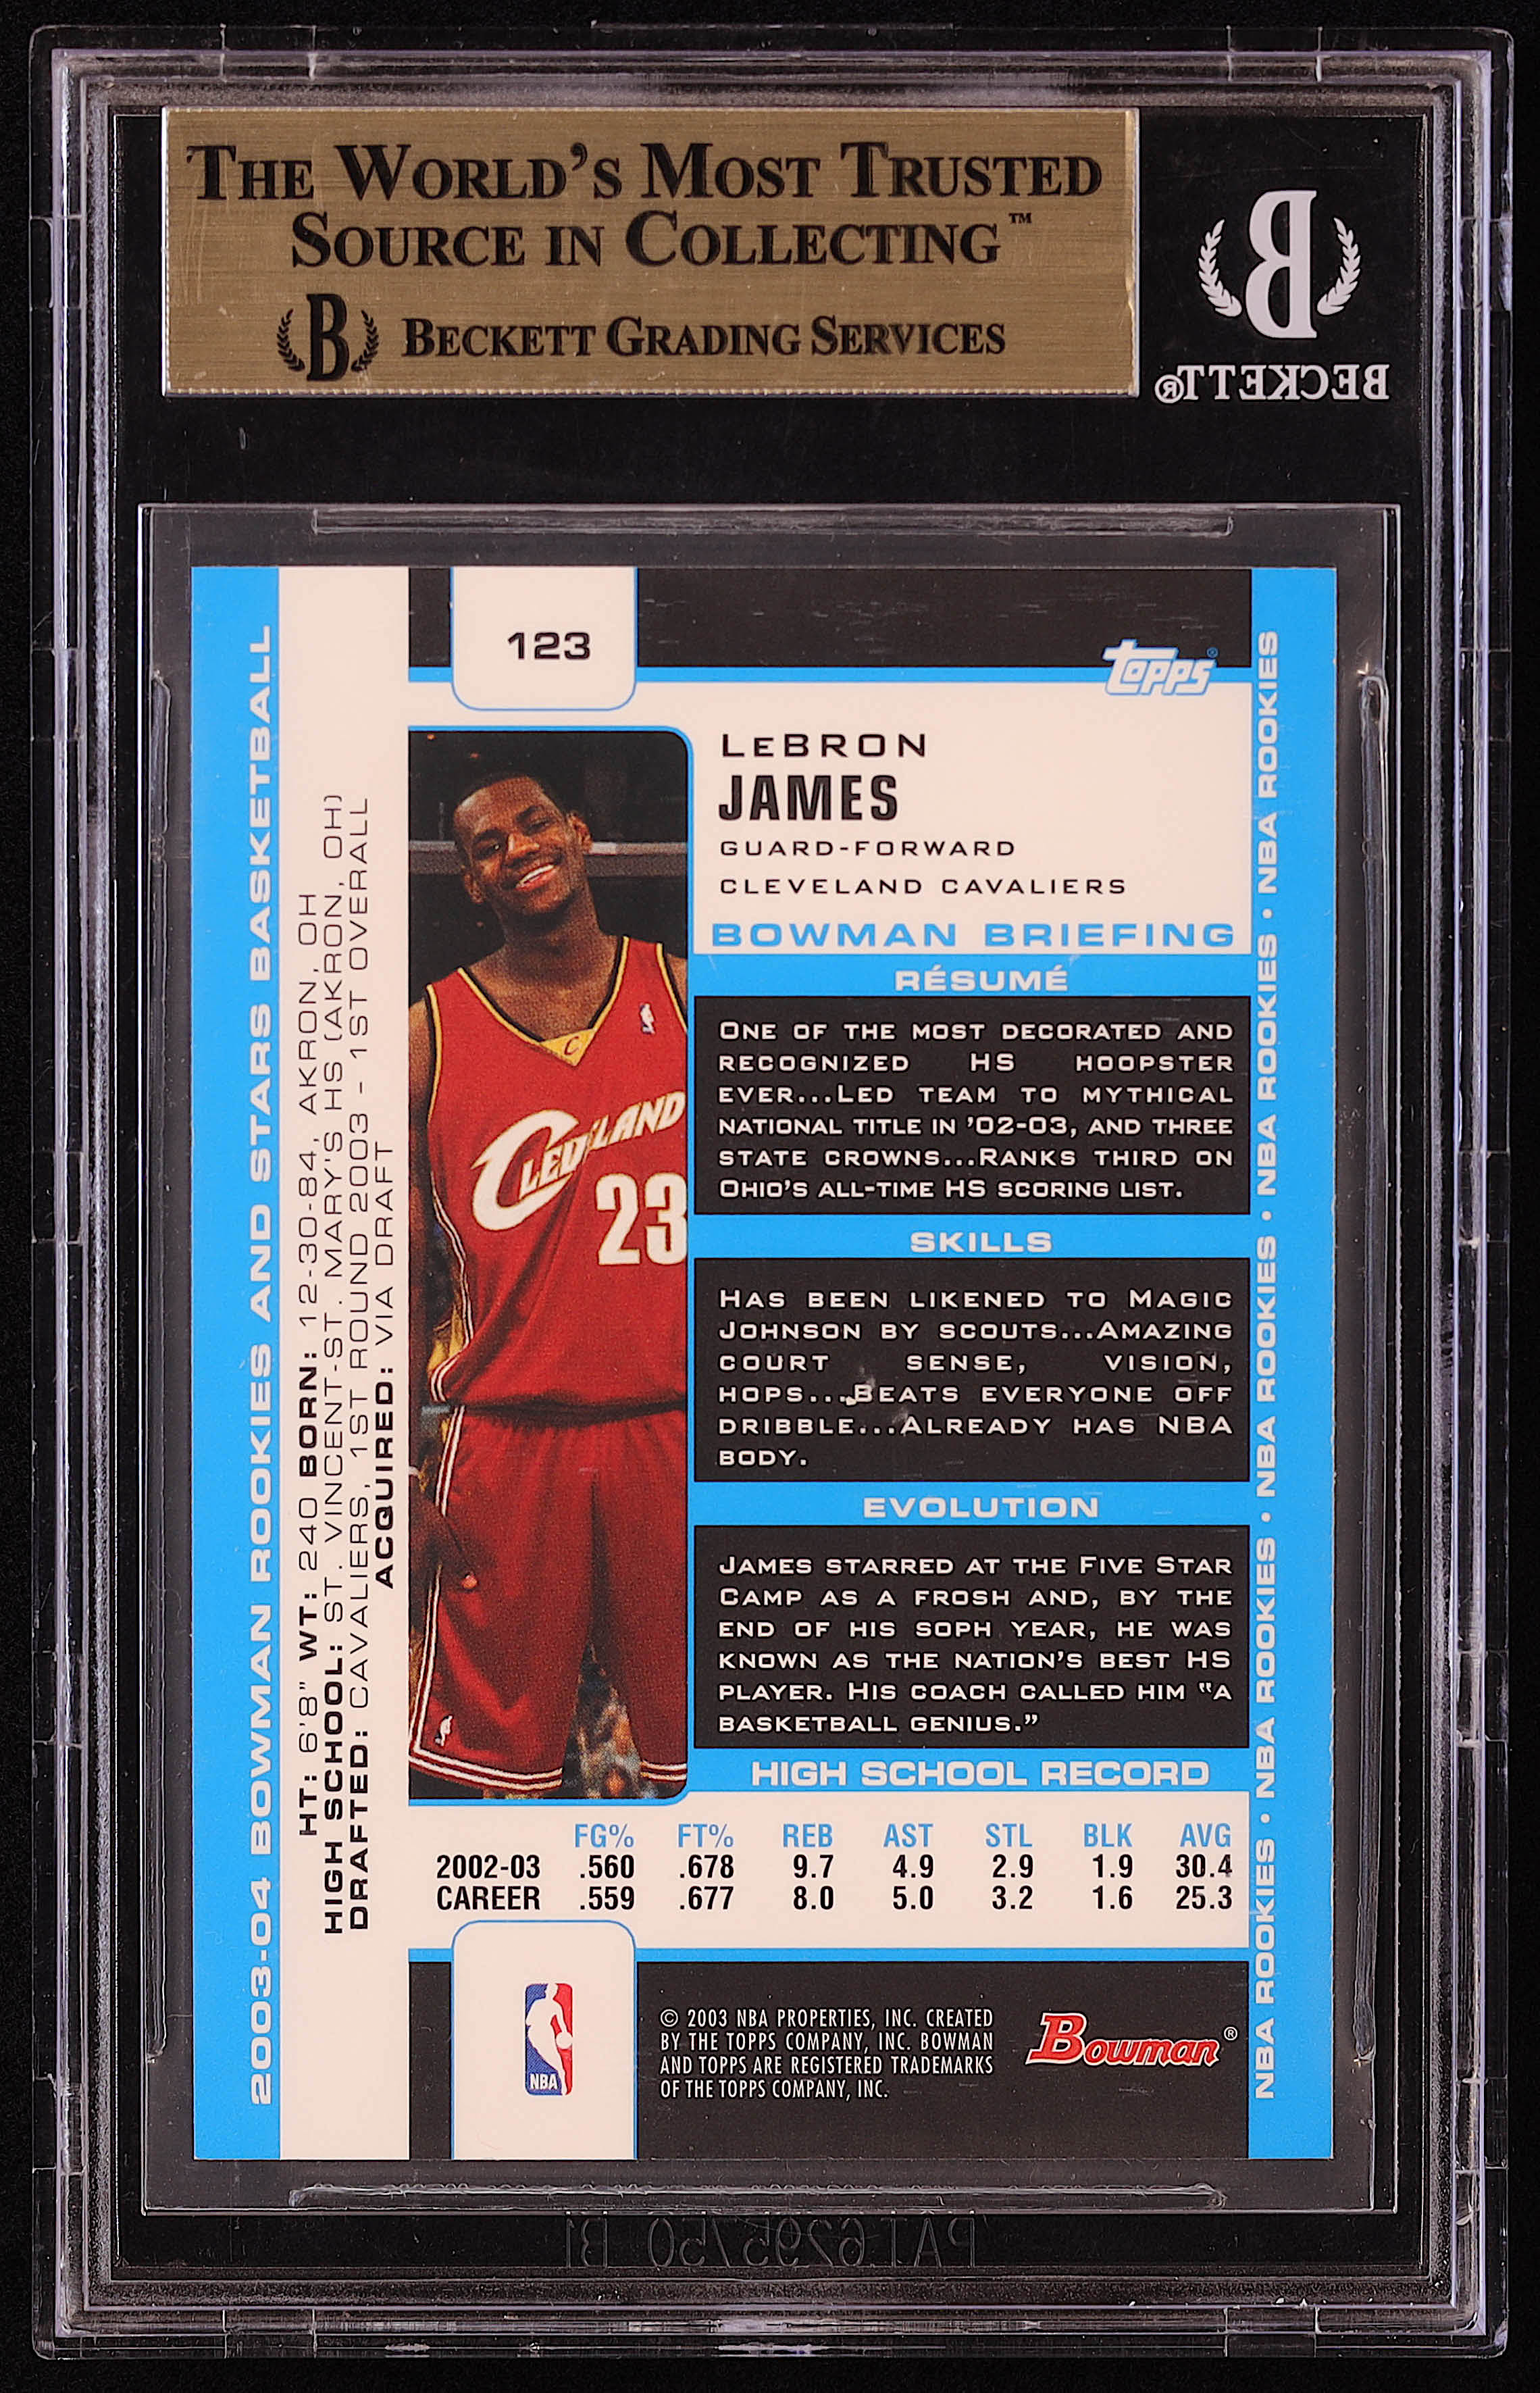 THE WORLD'S MOST TRUSTED
SOURCE IN COLLECTING™
B BECKETT GRADING SERVICES
B
BECKETT®
2003-04 BOWMAN ROOKIES AND STARS BASKETBALL
HT: 6'8" WT: 240 BORN: 12-30-84, AKRON, OH
HIGH SCHOOL: ST. VINCENT-ST. MARY'S HS (AKRON, OH)
DRAFTED: CAVALIERS, 1ST ROUND 2003 - 1ST OVERALL
ACQUIRED: VIA DRAFT
123
TOPPS®
LEBRON
JAMES
GUARD-FORWARD
CLEVELAND CAVALIERS
BOWMAN BRIEFING
RÉSUMÉ
ONE OF THE MOST DECORATED AND
RECOGNIZED HS HOOPSTER
EVER...LED TEAM TO MYTHICAL
NATIONAL TITLE IN '02-03, AND THREE
STATE CROWNS...RANKS THIRD ON
OHIO'S ALL-TIME HS SCORING LIST.
SKILLS
HAS BEEN LIKENED TO MAGIC
JOHNSON BY SCOUTS...AMAZING
COURT SENSE, VISION,
HOPS...BEATS EVERYONE OFF
DRIBBLE...ALREADY HAS NBA
BODY.
EVOLUTION
JAMES STARRED AT THE FIVE STAR
CAMP AS A FROSH AND, BY THE
END OF HIS SOPH YEAR, HE WAS
KNOWN AS THE NATION'S BEST HS
PLAYER. HIS COACH CALLED HIM "A
BASKETBALL GENIUS."
HIGH SCHOOL RECORD
FG% FT% REB AST STL BLK AVG
2002-03 .560 .678 9.7 4.9 2.9 1.9 30.4
CAREER .559 .677 8.0 5.0 3.2 1.6 25.3
C
CLEVELAND
23
NBA
© 2003 NBA PROPERTIES, INC. CREATED
BY THE TOPPS COMPANY, INC. BOWMAN
AND TOPPS ARE REGISTERED TRADEMARKS
OF THE TOPPS COMPANY, INC.
BOWMAN®
NBA ROOKIES • NBA ROOKIES • NBA ROOKIES • NBA ROOKIES • NBA ROOKIES
PAT 6295750 B1